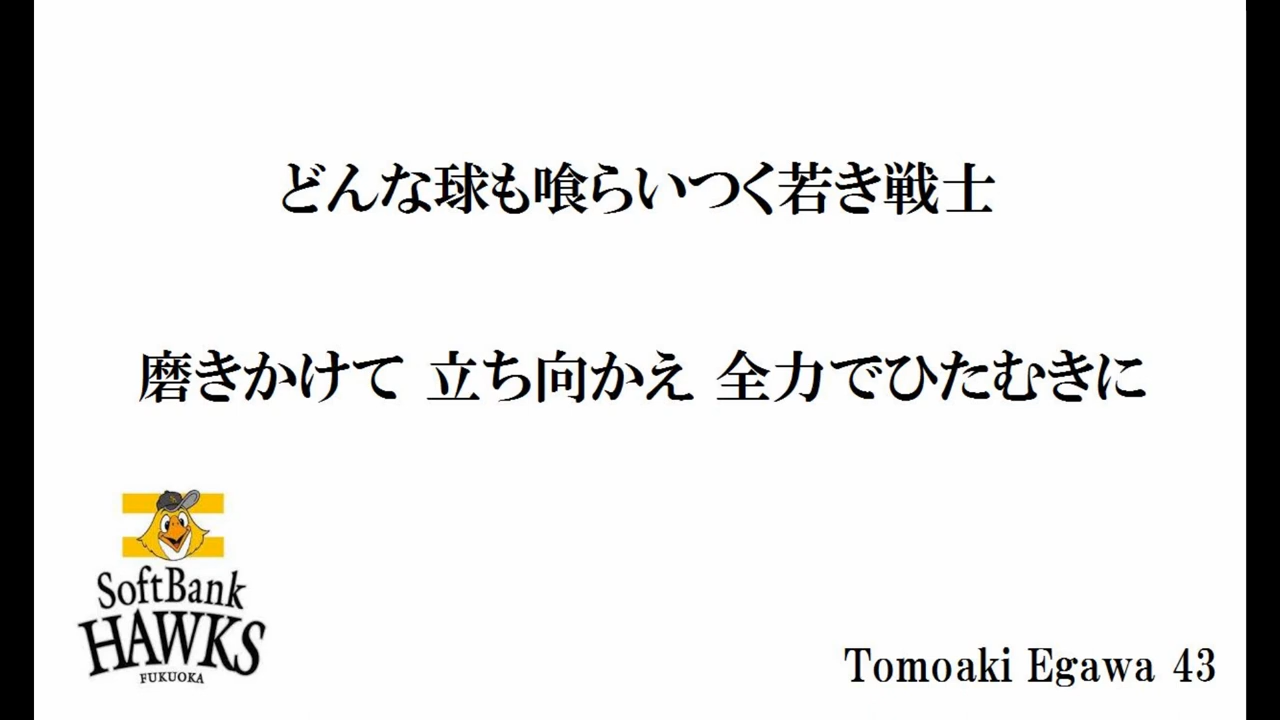 どんな球も喰らいつく若き戦士
磨きかけて 立ち向かえ 全力でひたむきに
SoftBank
HAWKS
FUKUOKA
Tomoaki Egawa 43